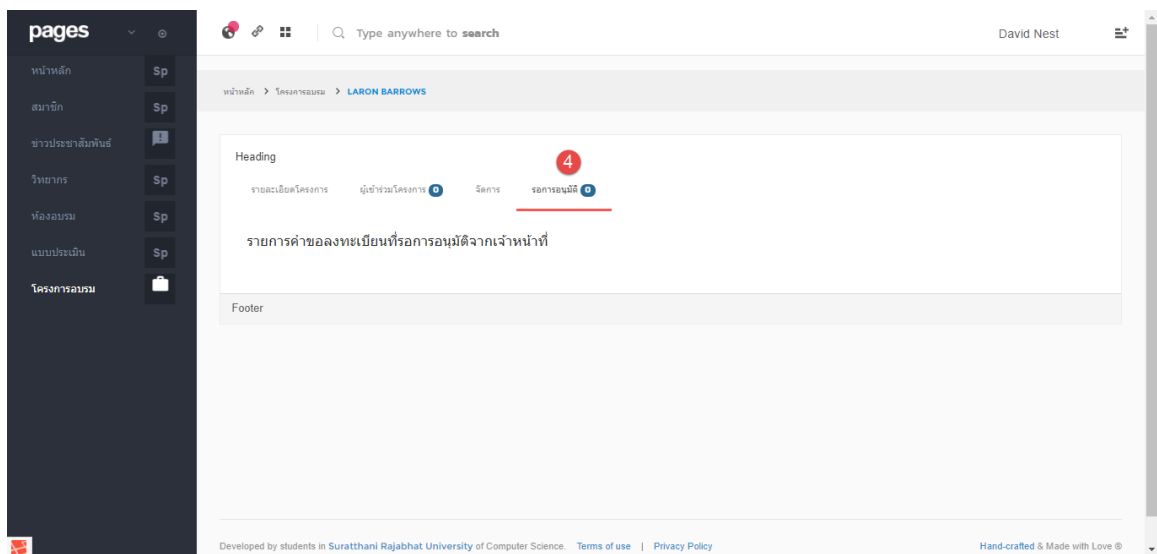 pages
Type anywhere to search
David Nest
หน้าหลัก Sp
สมาชิก Sp
ข่าวประชาสัมพันธ์
วิทยากร Sp
ห้องอบรม Sp
แบบประเมิน Sp
โครงการอบรม
หน้าหลัก > โครงการอบรม > LARON BARROWS
Heading
4
รายละเอียดโครงการ ผู้เข้าร่วมโครงการ 0 จัดการ รอการอนุมัติ 0
รายการคำขอลงทะเบียนที่รอการอนุมัติจากเจ้าหน้าที่
Footer
Developed by students in Suratthani Rajabhat University of Computer Science. Terms of use | Privacy Policy
Hand-crafted & Made with Love ®